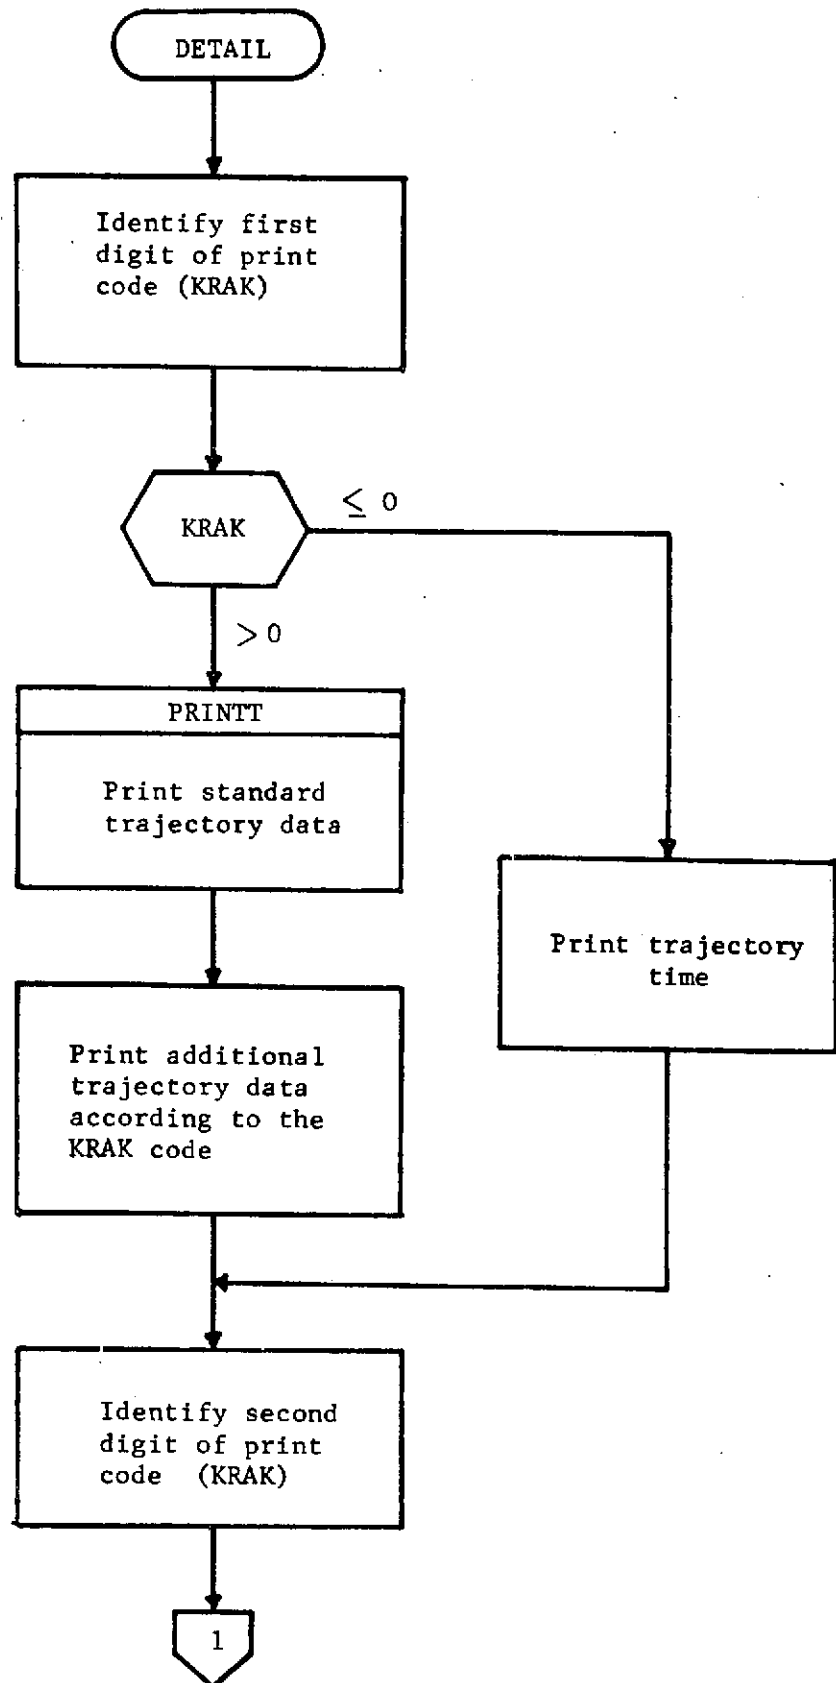 DETAIL
Identify first
digit of print
code (KRAK)
KRAK
≤ 0
> 0
PRINTT
Print standard
trajectory data
Print trajectory
time
Print additional
trajectory data
according to the
KRAK code
Identify second
digit of print
code (KRAK)
1